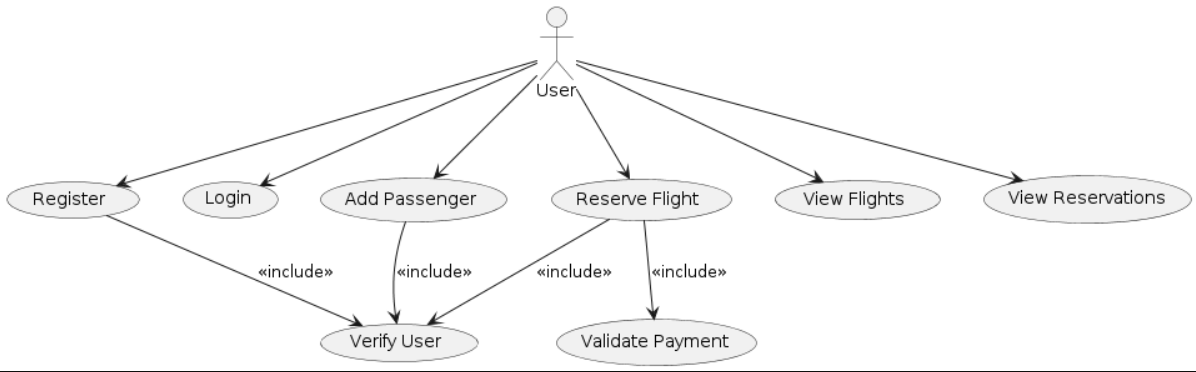 User
Register
Login
Add Passenger
Reserve Flight
View Flights
View Reservations
«include»
«include»
«include»
«include»
Verify User
Validate Payment